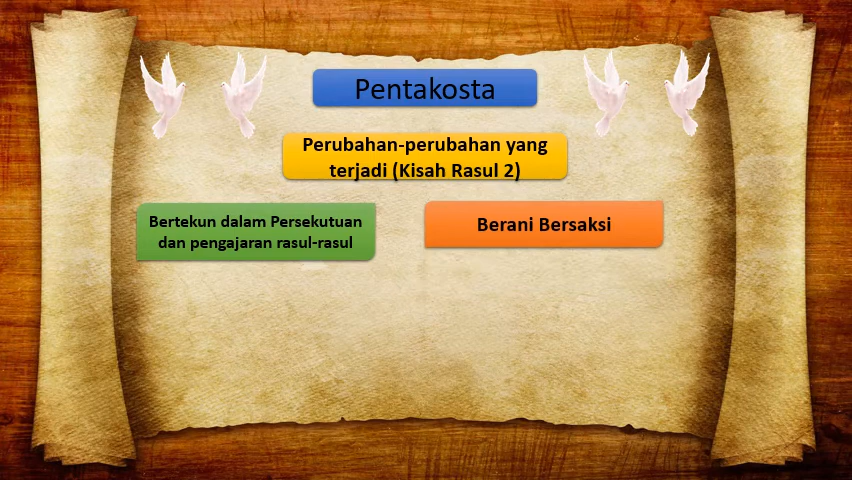 Pentakosta
Perubahan-perubahan yang
terjadi (Kisah Rasul 2)
Bertekun dalam Persekutuan
dan pengajaran rasul-rasul
Berani Bersaksi